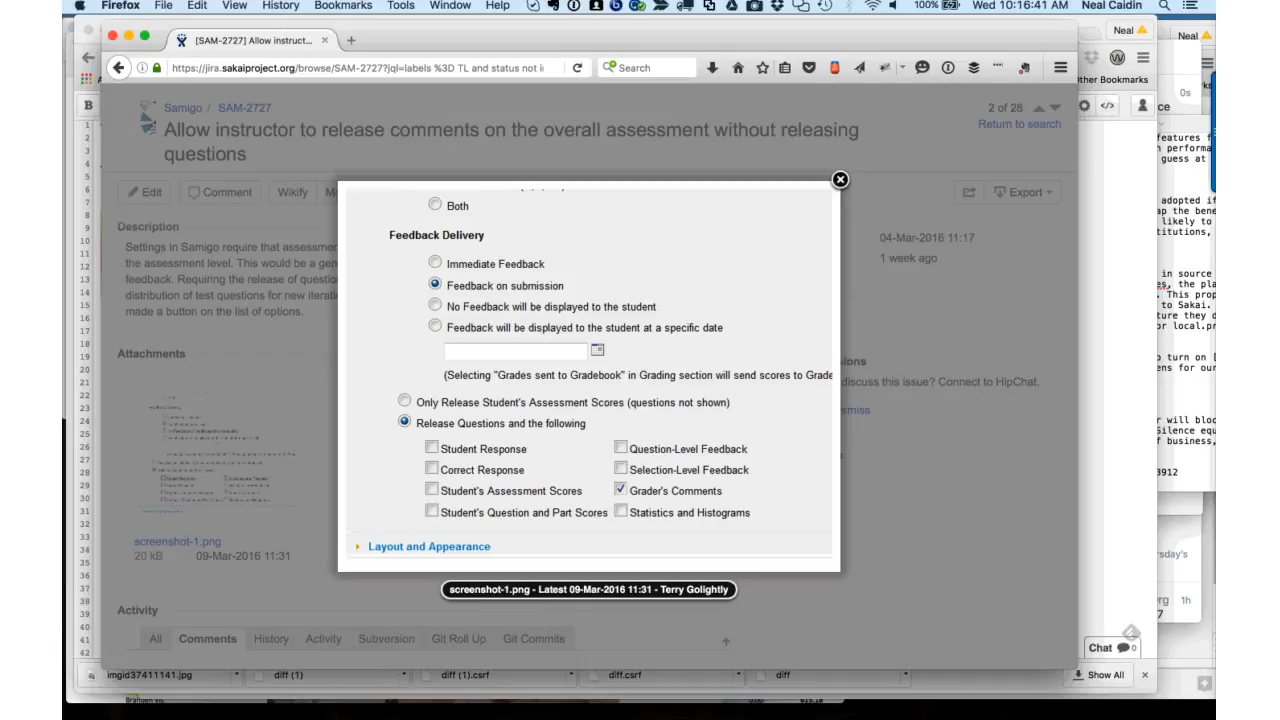 Firefox File Edit View History Bookmarks Tools Window Help 100% Wed 10:16:41 AM Neal Caidin
[SAM-2727] Allow instruct... Neal Neal
https://jira.sakaiproject.org/browse/SAM-2727?jql=labels %3D TL and status not i Search
Other Bookmarks
Samigo / SAM-2727 2 of 28
Allow instructor to release comments on the overall assessment without releasing
questions
Return to search
Edit Comment Wikify Export
Both
Description
Feedback Delivery
04-Mar-2016 11:17
Settings in Samigo require that
the assessment level. This would be a
feedback. Requiring the release of
distribution of test questions for new
made a button on the list of options.
1 week ago
Immediate Feedback
Feedback on submission
No Feedback will be displayed to the student
Feedback will be displayed to the student at a specific date
Attachments
(Selecting "Grades sent to Gradebook" in Grading section will send scores to Grade
discuss this issue? Connect to HipChat.
Only Release Student's Assessment Scores (questions not shown)
Release Questions and the following
Student Response Question-Level Feedback
Correct Response Selection-Level Feedback
Student's Assessment Scores Grader's Comments
Student's Question and Part Scores Statistics and Histograms
Layout and Appearance
screenshot-1.png
20 kB 09-Mar-2016 11:31
screenshot-1.png - Latest 09-Mar-2016 11:31 - Terry Golightly
Activity
All Comments History Activity Subversion Git Roll Up Git Commits
Chat 0
imgid37411141.jpg diff (1) diff (1).csrf diff.csrf diff Show All